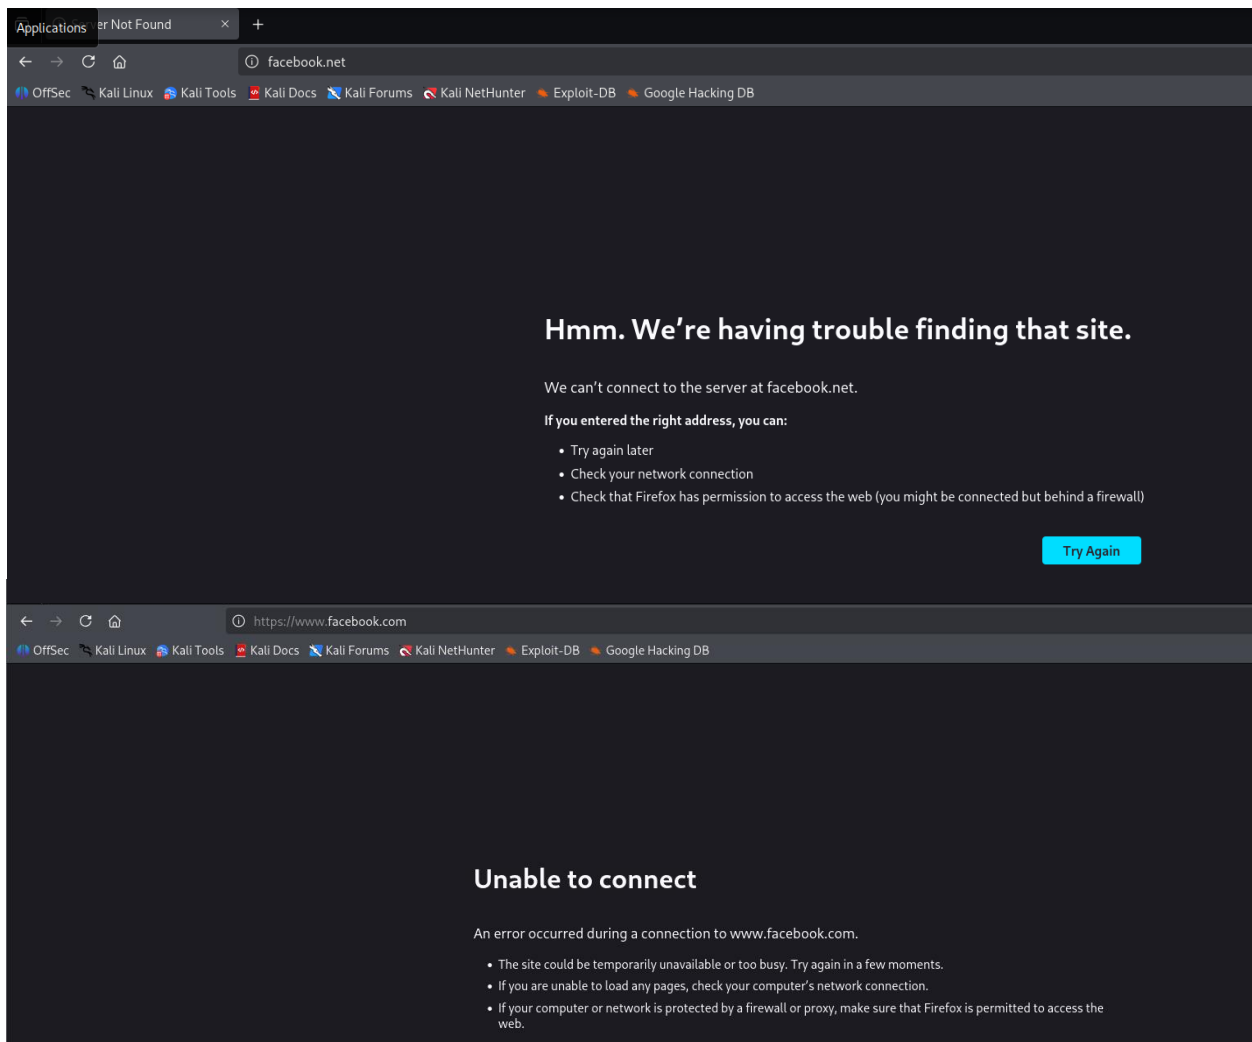 Applications er Not Found × +
facebook.net
OffSec Kali Linux Kali Tools Kali Docs Kali Forums Kali NetHunter Exploit-DB Google Hacking DB
Hmm. We’re having trouble finding that site.
We can’t connect to the server at facebook.net.
If you entered the right address, you can:
• Try again later
• Check your network connection
• Check that Firefox has permission to access the web (you might be connected but behind a firewall)
Try Again
https://www.facebook.com
OffSec Kali Linux Kali Tools Kali Docs Kali Forums Kali NetHunter Exploit-DB Google Hacking DB
Unable to connect
An error occurred during a connection to www.facebook.com.
• The site could be temporarily unavailable or too busy. Try again in a few moments.
• If you are unable to load any pages, check your computer’s network connection.
• If your computer or network is protected by a firewall or proxy, make sure that Firefox is permitted to access the
web.